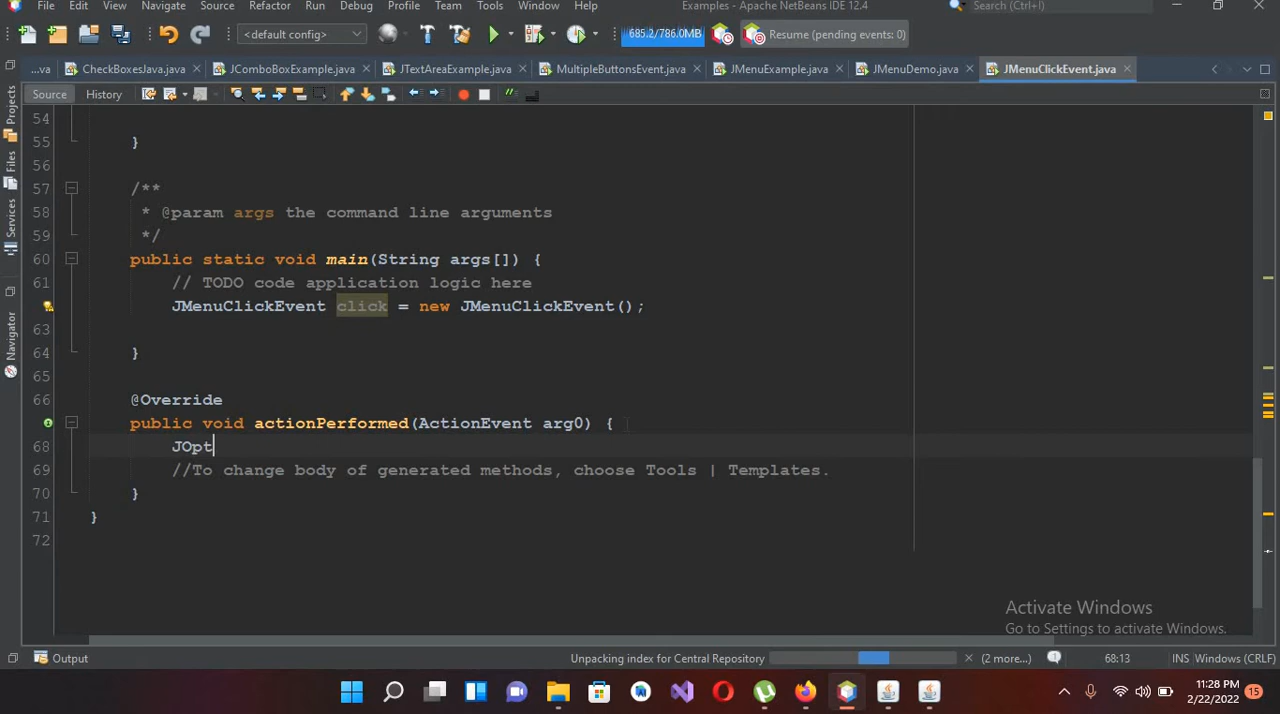 File Edit View Navigate Source Refactor Run Debug Profile Team Tools Window Help Examples - Apache NetBeans IDE 12.4 Search (Ctrl+I)
<default config> 685.2/786.0MB Resume (pending events: 0)
...va CheckBoxesJava.java JComboBoxExample.java JTextAreaExample.java MultipleButtonsEvent.java JMenuExample.java JMenuDemo.java JMenuClickEvent.java
Source History
Projects
Files
Services
Navigator
54
55 }
56
57 /**
58 * @param args the command line arguments
59 */
60 public static void main(String args[]) {
61 // TODO code application logic here
JMenuClickEvent click = new JMenuClickEvent();
63
64 }
65
66 @Override
public void actionPerformed(ActionEvent arg0) {
68 JOpt
69 //To change body of generated methods, choose Tools | Templates.
70 }
71 }
72
Activate Windows
Go to Settings to activate Windows.
Output Unpacking index for Central Repository (2 more...) 68:13 INS Windows (CRLF)
11:28 PM
2/22/2022 15